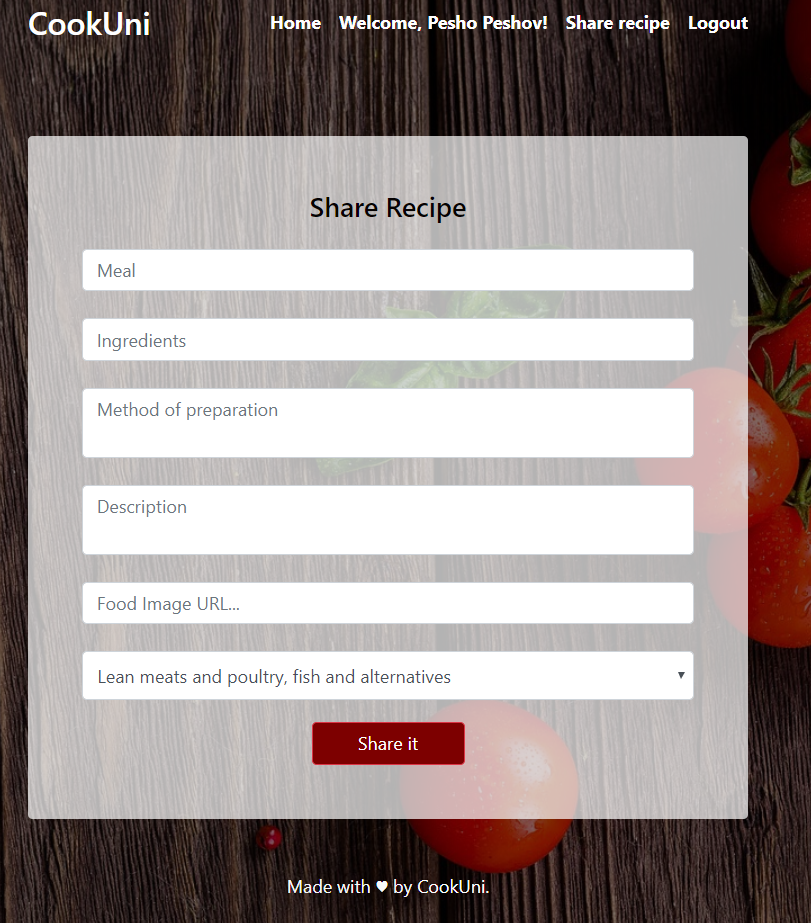 CookUni
Home Welcome, Pesho Peshov! Share recipe Logout
Share Recipe
Meal
Ingredients
Method of preparation
Description
Food Image URL...
Lean meats and poultry, fish and alternatives
Share it
Made with ♥ by CookUni.